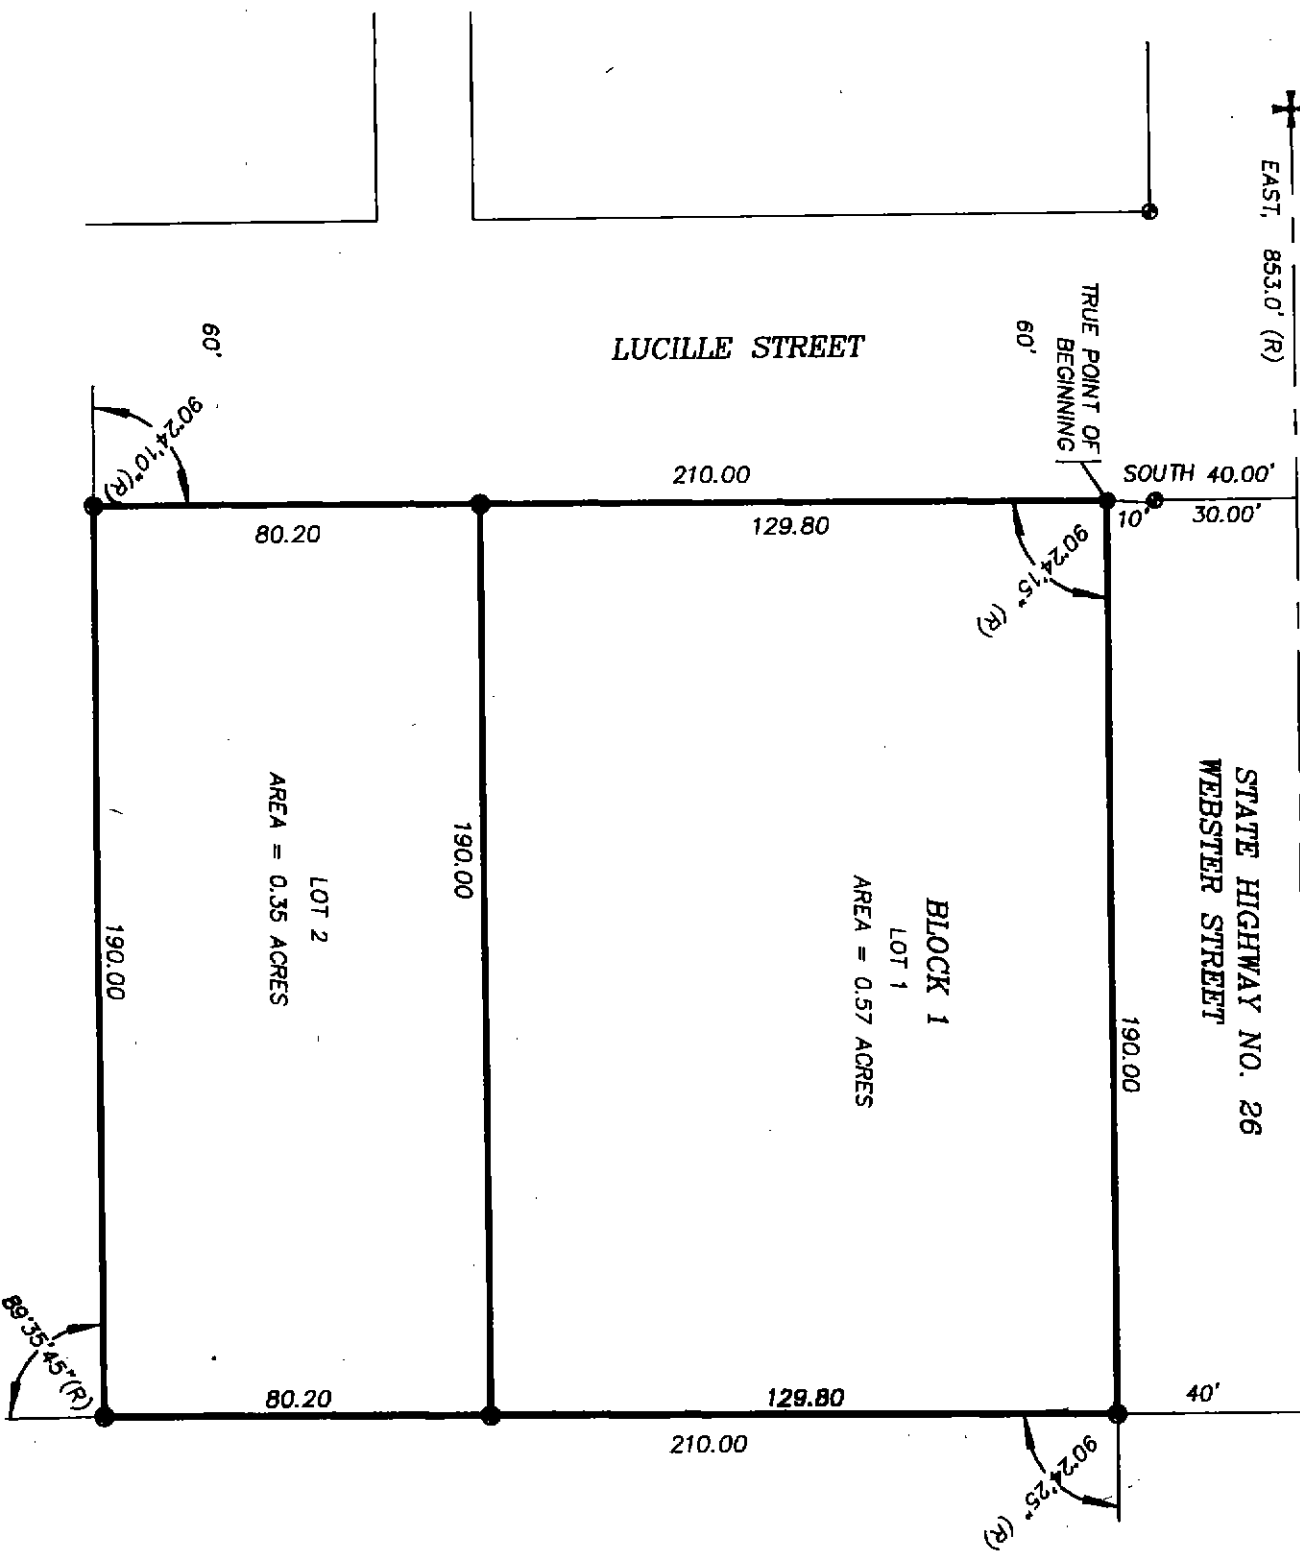 EAST, 853.0' (R)
STATE HIGHWAY NO. 26
WEBSTER STREET
TRUE POINT OF
BEGINNING
SOUTH 40.00'
10'
30.00'
60'
LUCILLE STREET
60'
90°24'10"(R)
210.00
80.20
129.80
90°24'15" (R)
190.00
BLOCK 1
LOT 1
AREA = 0.57 ACRES
190.00
LOT 2
AREA = 0.35 ACRES
190.00
89°35'45"(R)
80.20
129.80
210.00
40'
90°24'25" (R)